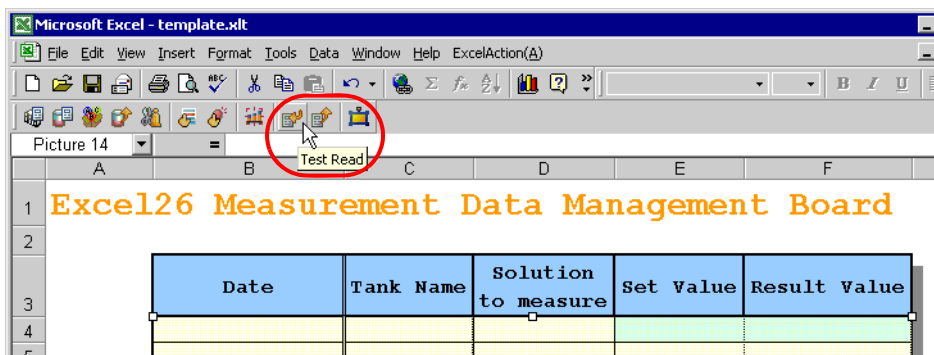 Microsoft Excel - template.xlt
File Edit View Insert Format Tools Data Window Help ExcelAction(A)
B I U
Picture 14 =
Test Read
A B C D E F
1 Excel26 Measurement Data Management Board
2
3 Date Tank Name Solution to measure Set Value Result Value
4